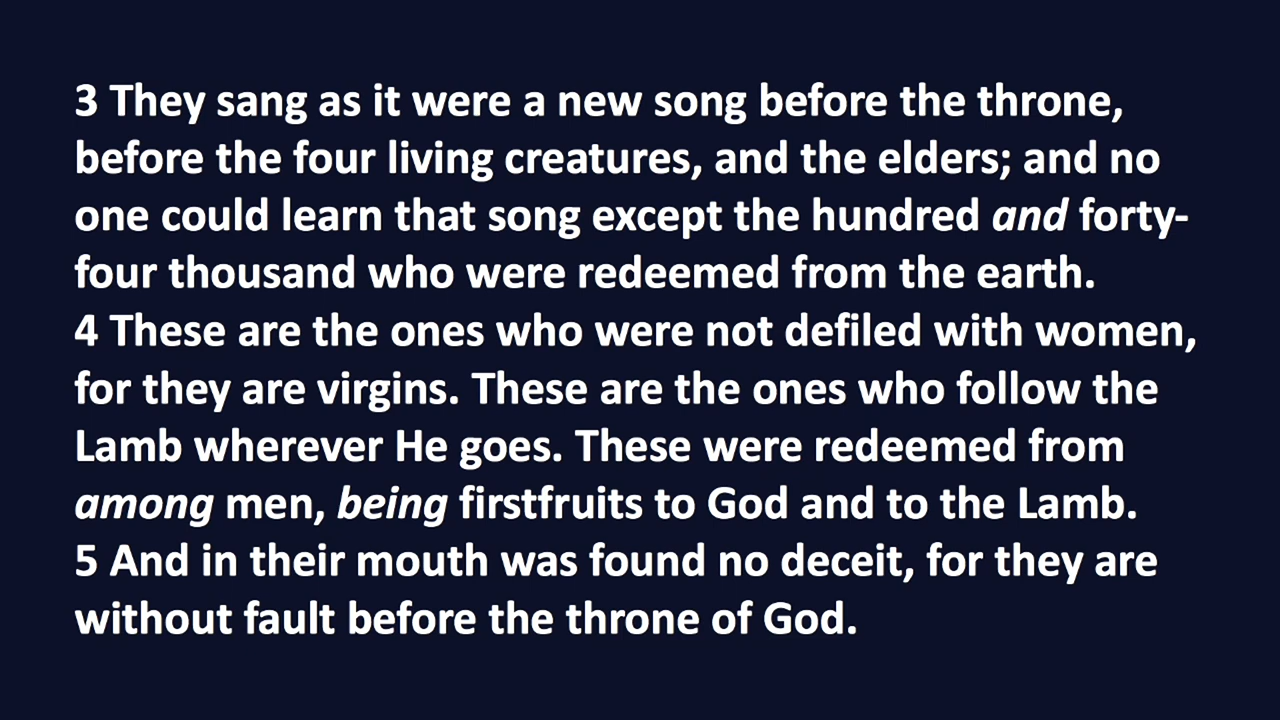 3 They sang as it were a new song before the throne,
before the four living creatures, and the elders; and no
one could learn that song except the hundred and forty-
four thousand who were redeemed from the earth.
4 These are the ones who were not defiled with women,
for they are virgins. These are the ones who follow the
Lamb wherever He goes. These were redeemed from
among men, being firstfruits to God and to the Lamb.
5 And in their mouth was found no deceit, for they are
without fault before the throne of God.